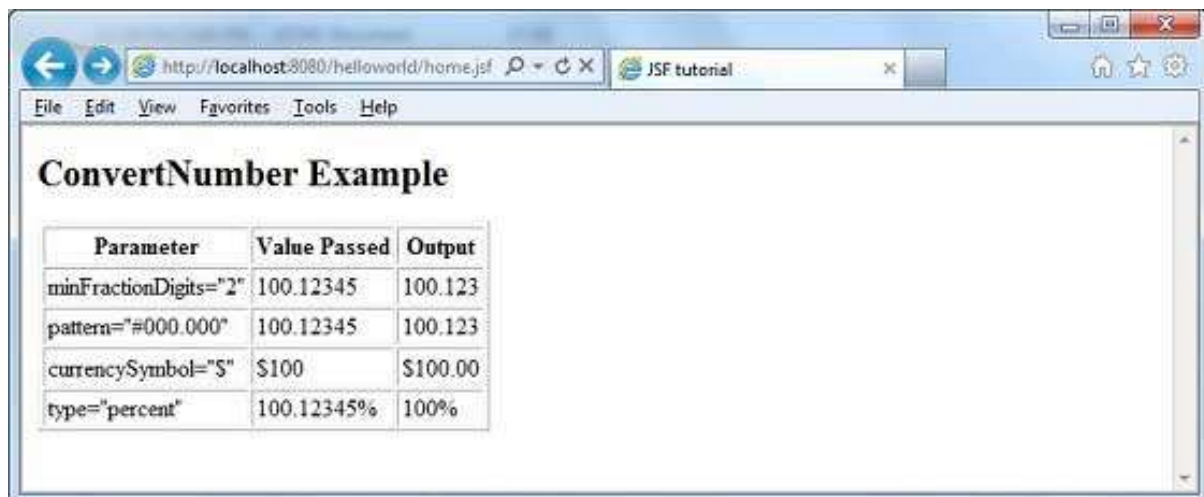 http://localhost:8080/helloworld/home.jsf
JSF tutorial
File Edit View Favorites Tools Help
ConvertNumber Example
Parameter Value Passed Output
minFractionDigits="2" 100.12345 100.123
pattern="#000.000" 100.12345 100.123
currencySymbol="$" $100 $100.00
type="percent" 100.12345% 100%